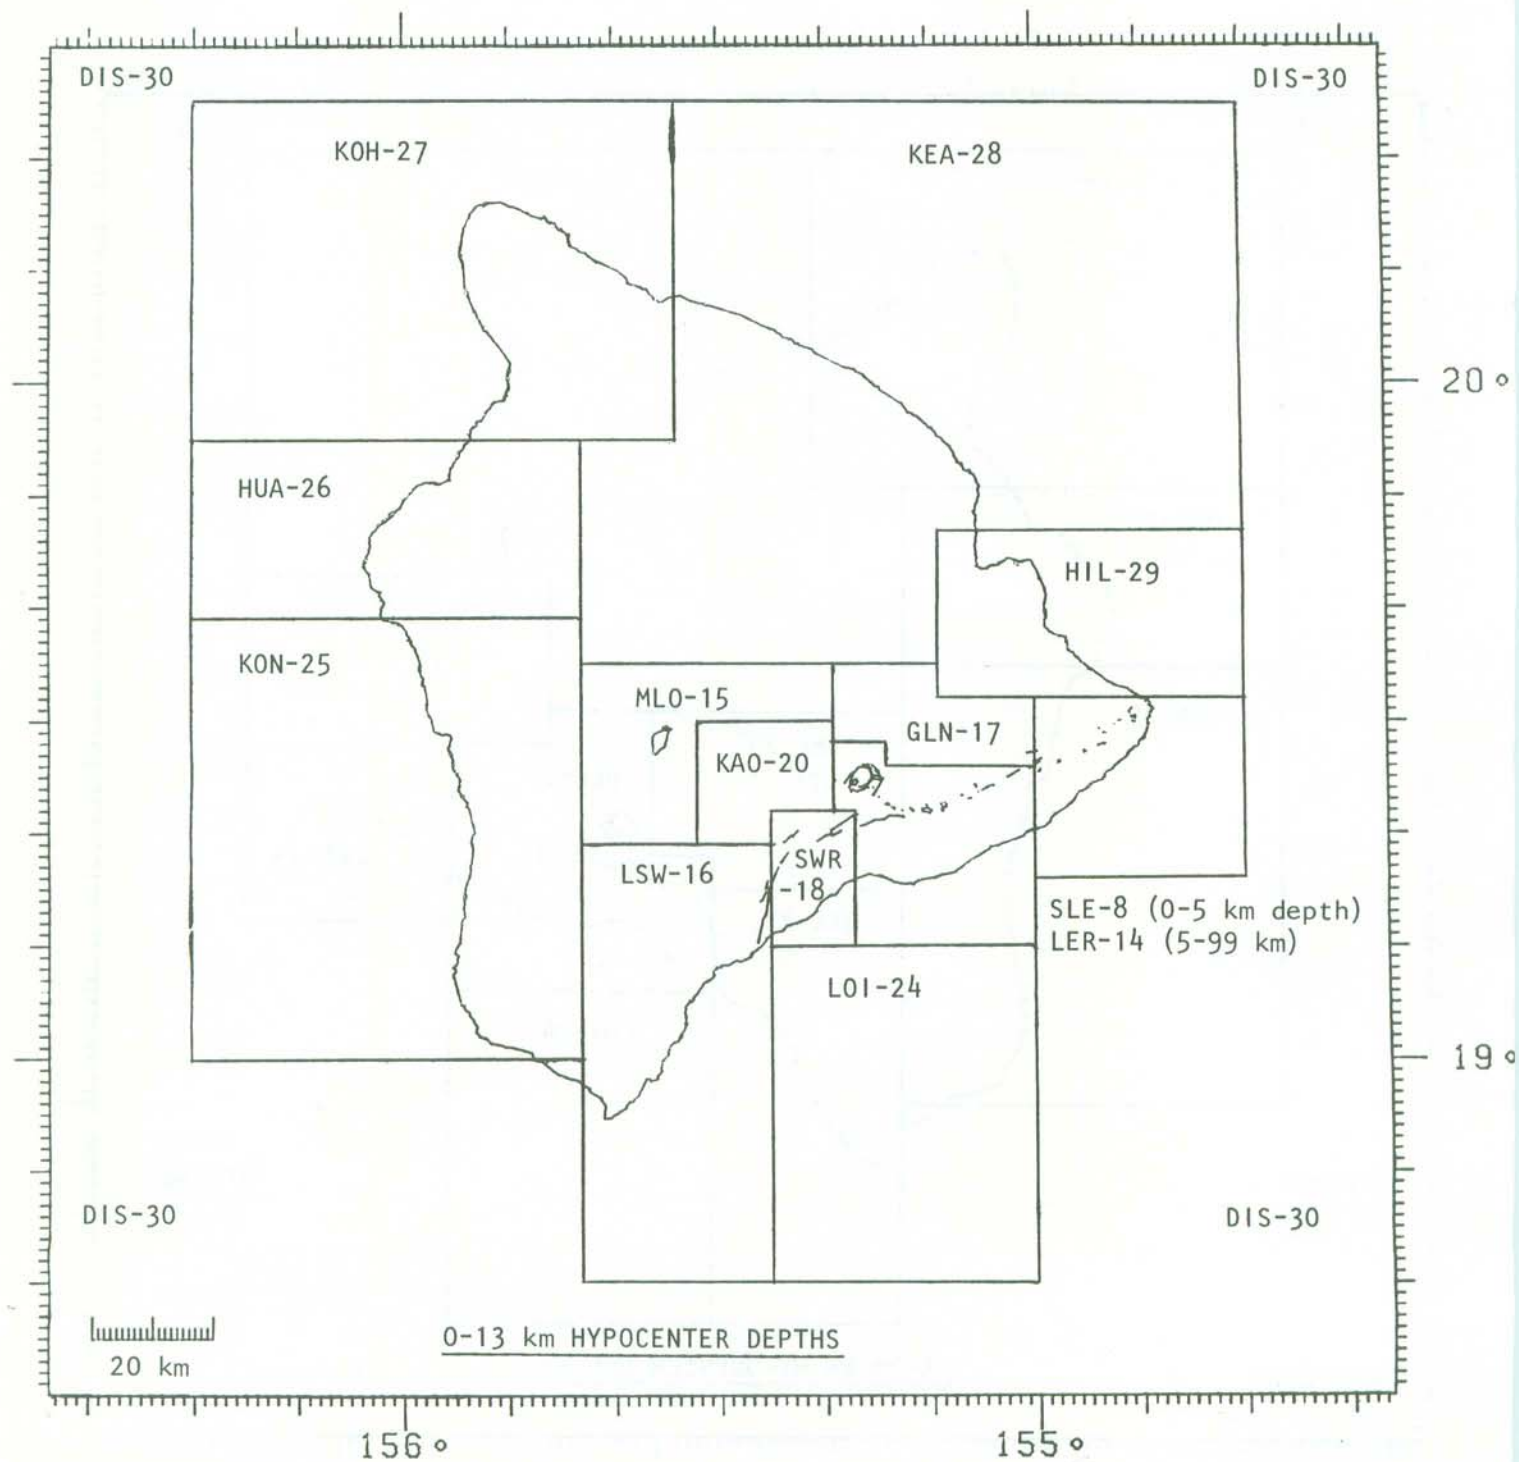 DIS-30
DIS-30
KOH-27
KEA-28
20°
HUA-26
HIL-29
KON-25
MLO-15
GLN-17
KAO-20
SWR
-18
LSW-16
SLE-8 (0-5 km depth)
LER-14 (5-99 km)
LOI-24
19°
DIS-30
DIS-30
20 km
0-13 km HYPOCENTER DEPTHS
156°
155°